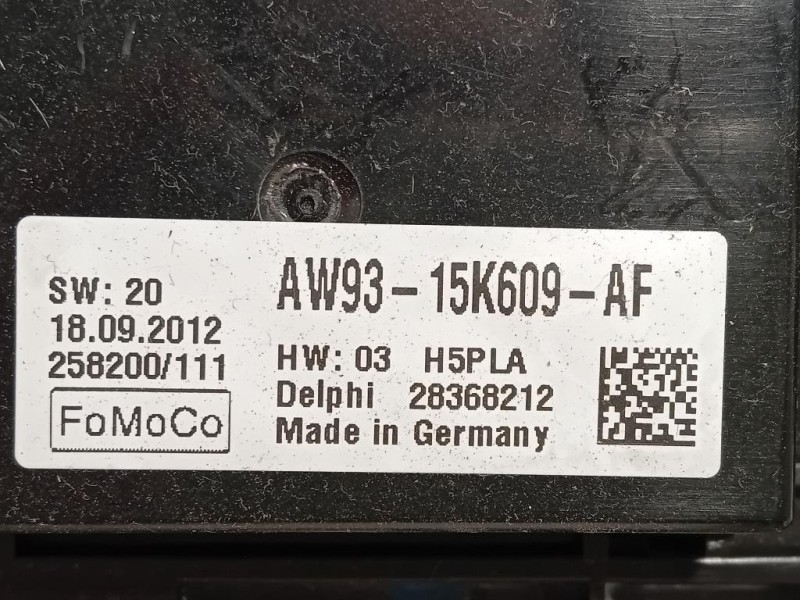 SW: 20
18.09.2012
258200/111
FoMoCo
AW93-15K609-AF
HW: 03 H5PLA
Delphi 28368212
Made in Germany